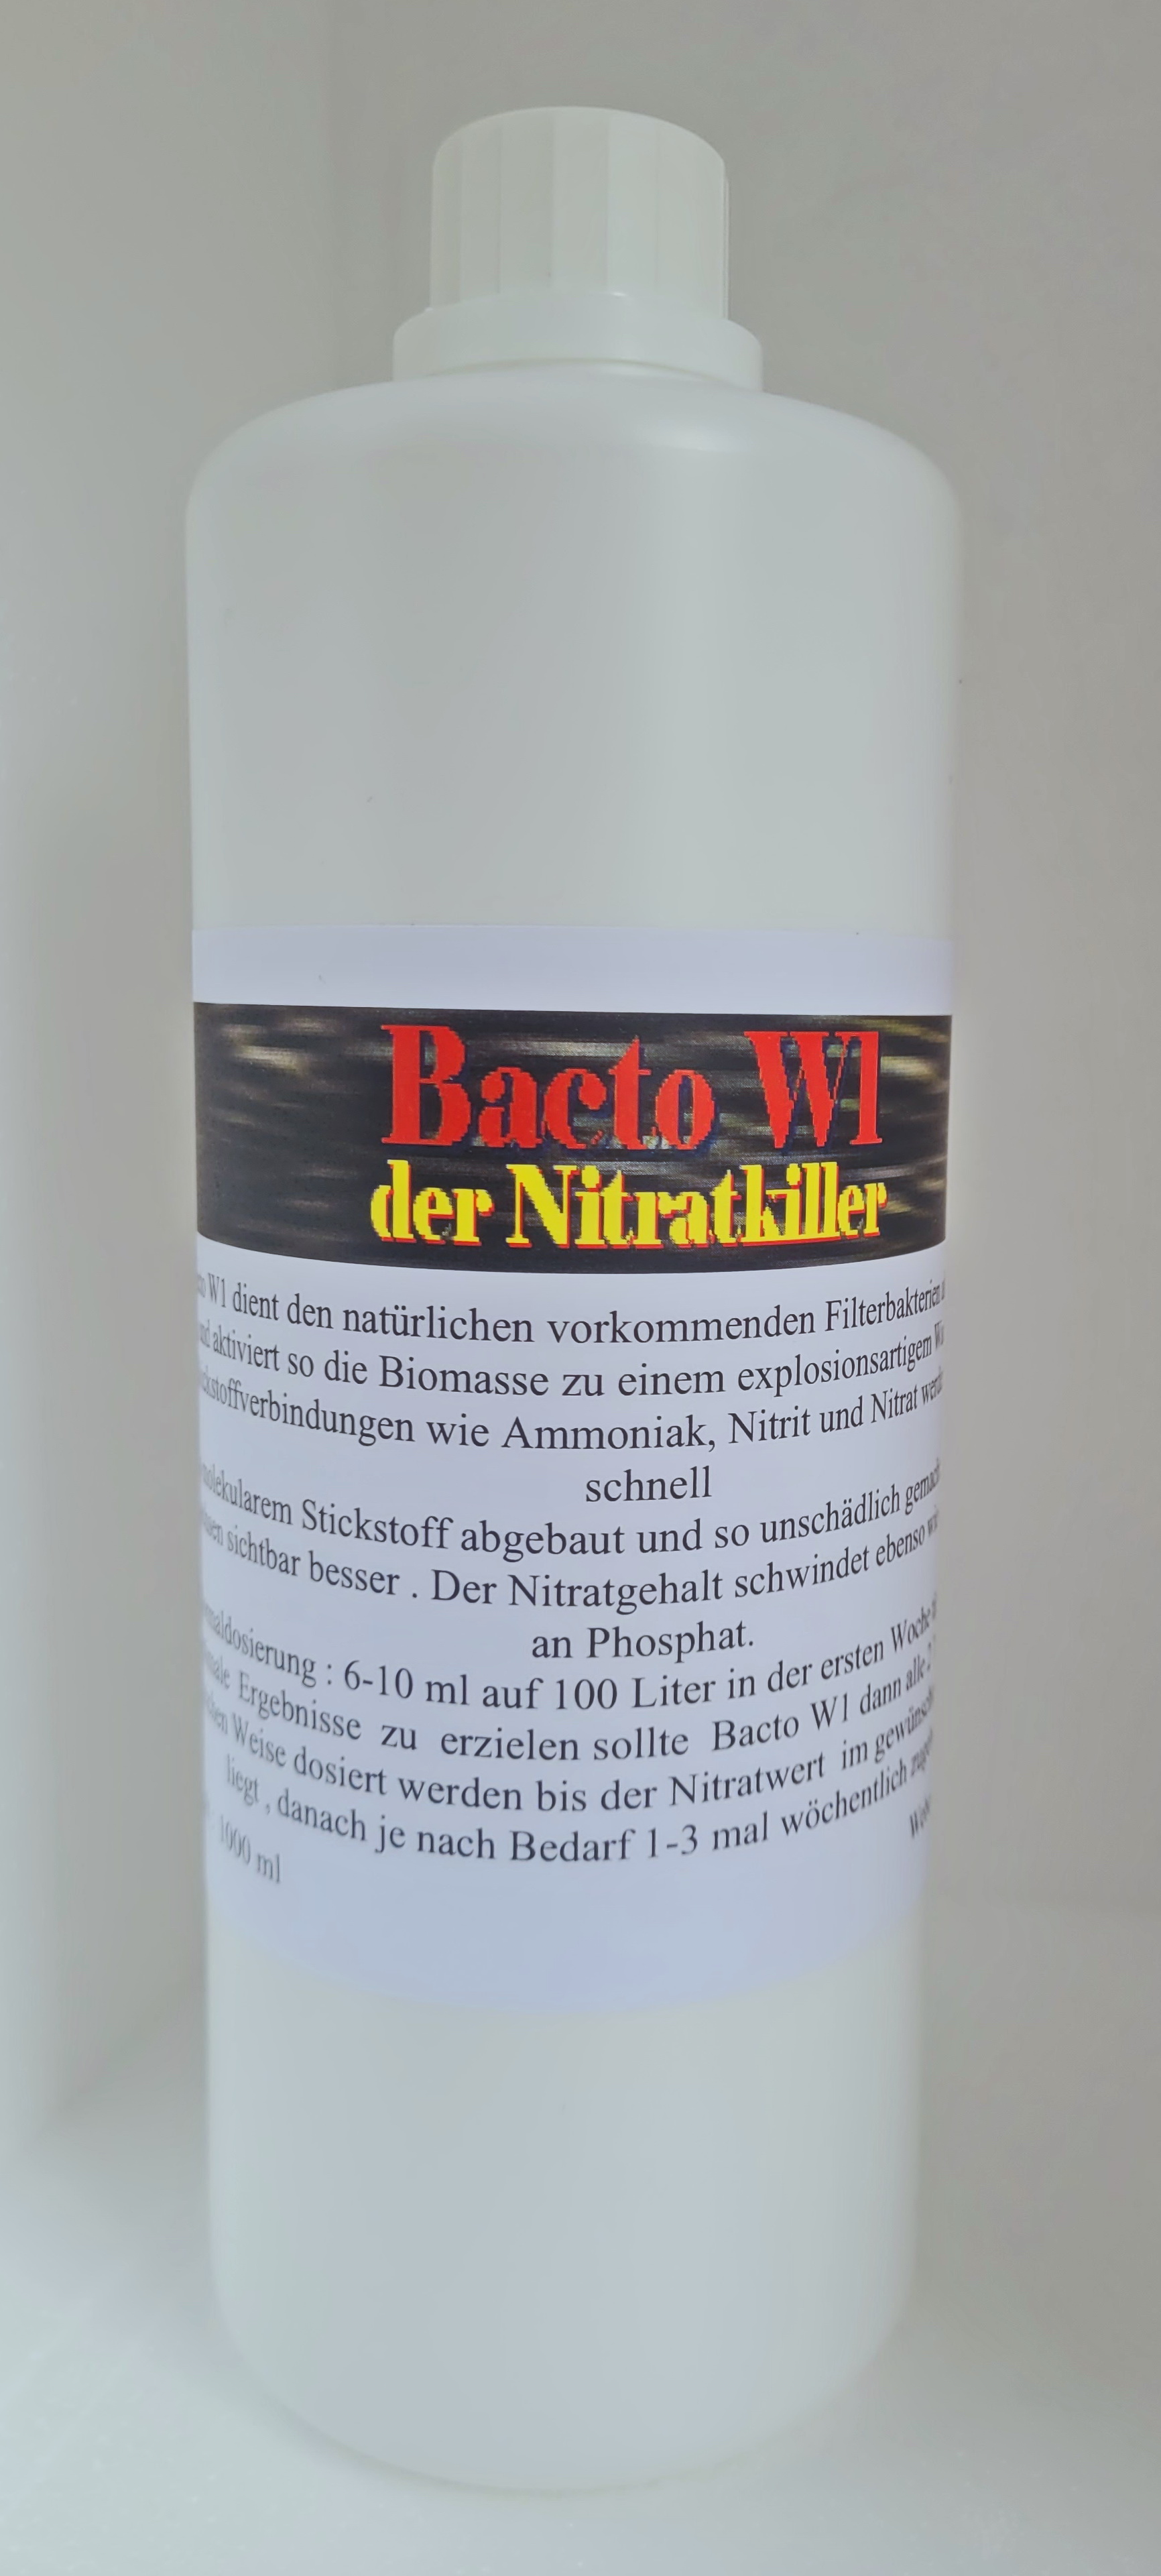 Bacto W1
der Nitratkiller
W1 dient den natürlichen vorkommenden Filterbakterien
aktiviert so die Biomasse zu einem explosionsartigem
wie Ammoniak, Nitrit und Nitrat
schnell
Stickstoff abgebaut und so unschädlich
sichtbar besser . Der Nitratgehalt schwindet ebenso
an Phosphat.
: 6-10 ml auf 100 Liter in der ersten Woche
Ergebnisse zu erzielen sollte Bacto W1 dann alle
Weise dosiert werden bis der Nitratwert im
liegt , danach je nach Bedarf 1-3 mal wöchentlich
1000 ml